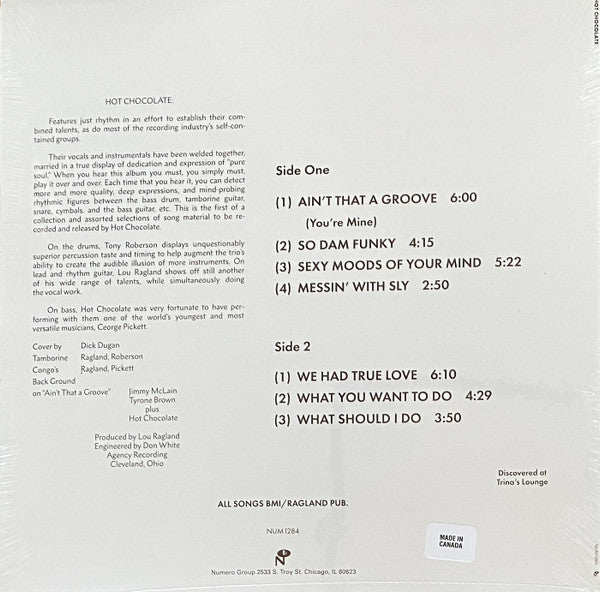 HOT CHOCOLATE
HOT CHOCOLATE:
Features just rhythm in an effort to establish their com-
bined talents, as do most of the recording industry's self-con-
tained groups.
Their vocals and instrumentals have been welded together,
married in a true display of dedication and expression of "pure
soul." When you hear this album you must, you simply must,
play it over and over. Each time that you hear it, you can detect
more and more quality, deep expressions, and mind-probing
rhythmic figures between the bass drum, tamborine guitar,
snare, cymbals, and the bass guitar, etc. This is the first of a
collection and assorted selections of song material to be re-
corded and released by Hot Chocolate.
On the drums, Tony Roberson displays unquestionably
superior percussion taste and timing to help augment the trio's
ability to create the audible illusion of more instruments. On
lead and rhythm guitar, Lou Ragland shows off still another
of his wide range of talents, while simultaneously doing
the vocal work.
On bass, Hot Chocolate was very fortunate to have per-
forming with them one of the world's youngest and most
versatile musicians, George Pickett.
Cover by Dick Dugan
Tamborine Ragland, Roberson
Congo's Ragland, Pickett
Back Ground
on "Ain't That a Groove" Jimmy McLain
Tyrone Brown
plus
Hot Chocolate
Produced by Lou Ragland
Engineered by Don White
Agency Recording
Cleveland, Ohio
Side One
(1) AIN'T THAT A GROOVE 6:00
(You're Mine)
(2) SO DAM FUNKY 4:15
(3) SEXY MOODS OF YOUR MIND 5:22
(4) MESSIN' WITH SLY 2:50
Side 2
(1) WE HAD TRUE LOVE 6:10
(2) WHAT YOU WANT TO DO 4:29
(3) WHAT SHOULD I DO 3:50
Discovered at
Trina's Lounge
ALL SONGS BMI/RAGLAND PUB.
NUM1284
MADE IN
CANADA
N
Numero Group 2533 S. Troy St. Chicago, IL 60623